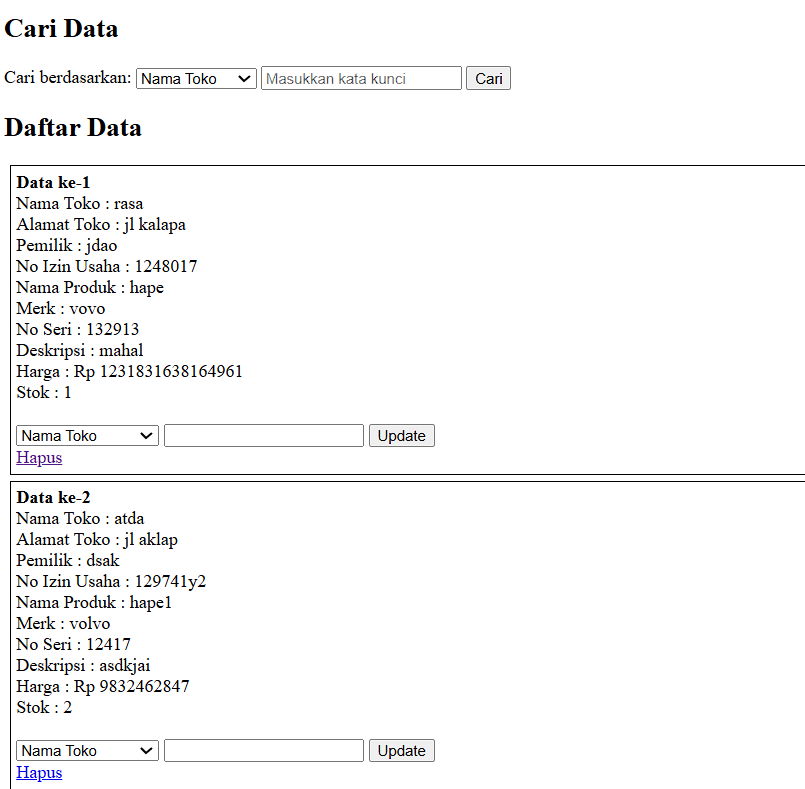 Cari Data
Cari berdasarkan: Nama Toko Masukkan kata kunci Cari
Daftar Data
Data ke-1
Nama Toko : rasa
Alamat Toko : jl kalapa
Pemilik : jdao
No Izin Usaha : 1248017
Nama Produk : hape
Merk : vovo
No Seri : 132913
Deskripsi : mahal
Harga : Rp 1231831638164961
Stok : 1
Nama Toko Update
Hapus
Data ke-2
Nama Toko : atda
Alamat Toko : jl aklap
Pemilik : dsak
No Izin Usaha : 129741y2
Nama Produk : hape1
Merk : volvo
No Seri : 12417
Deskripsi : asdkjai
Harga : Rp 9832462847
Stok : 2
Nama Toko Update
Hapus